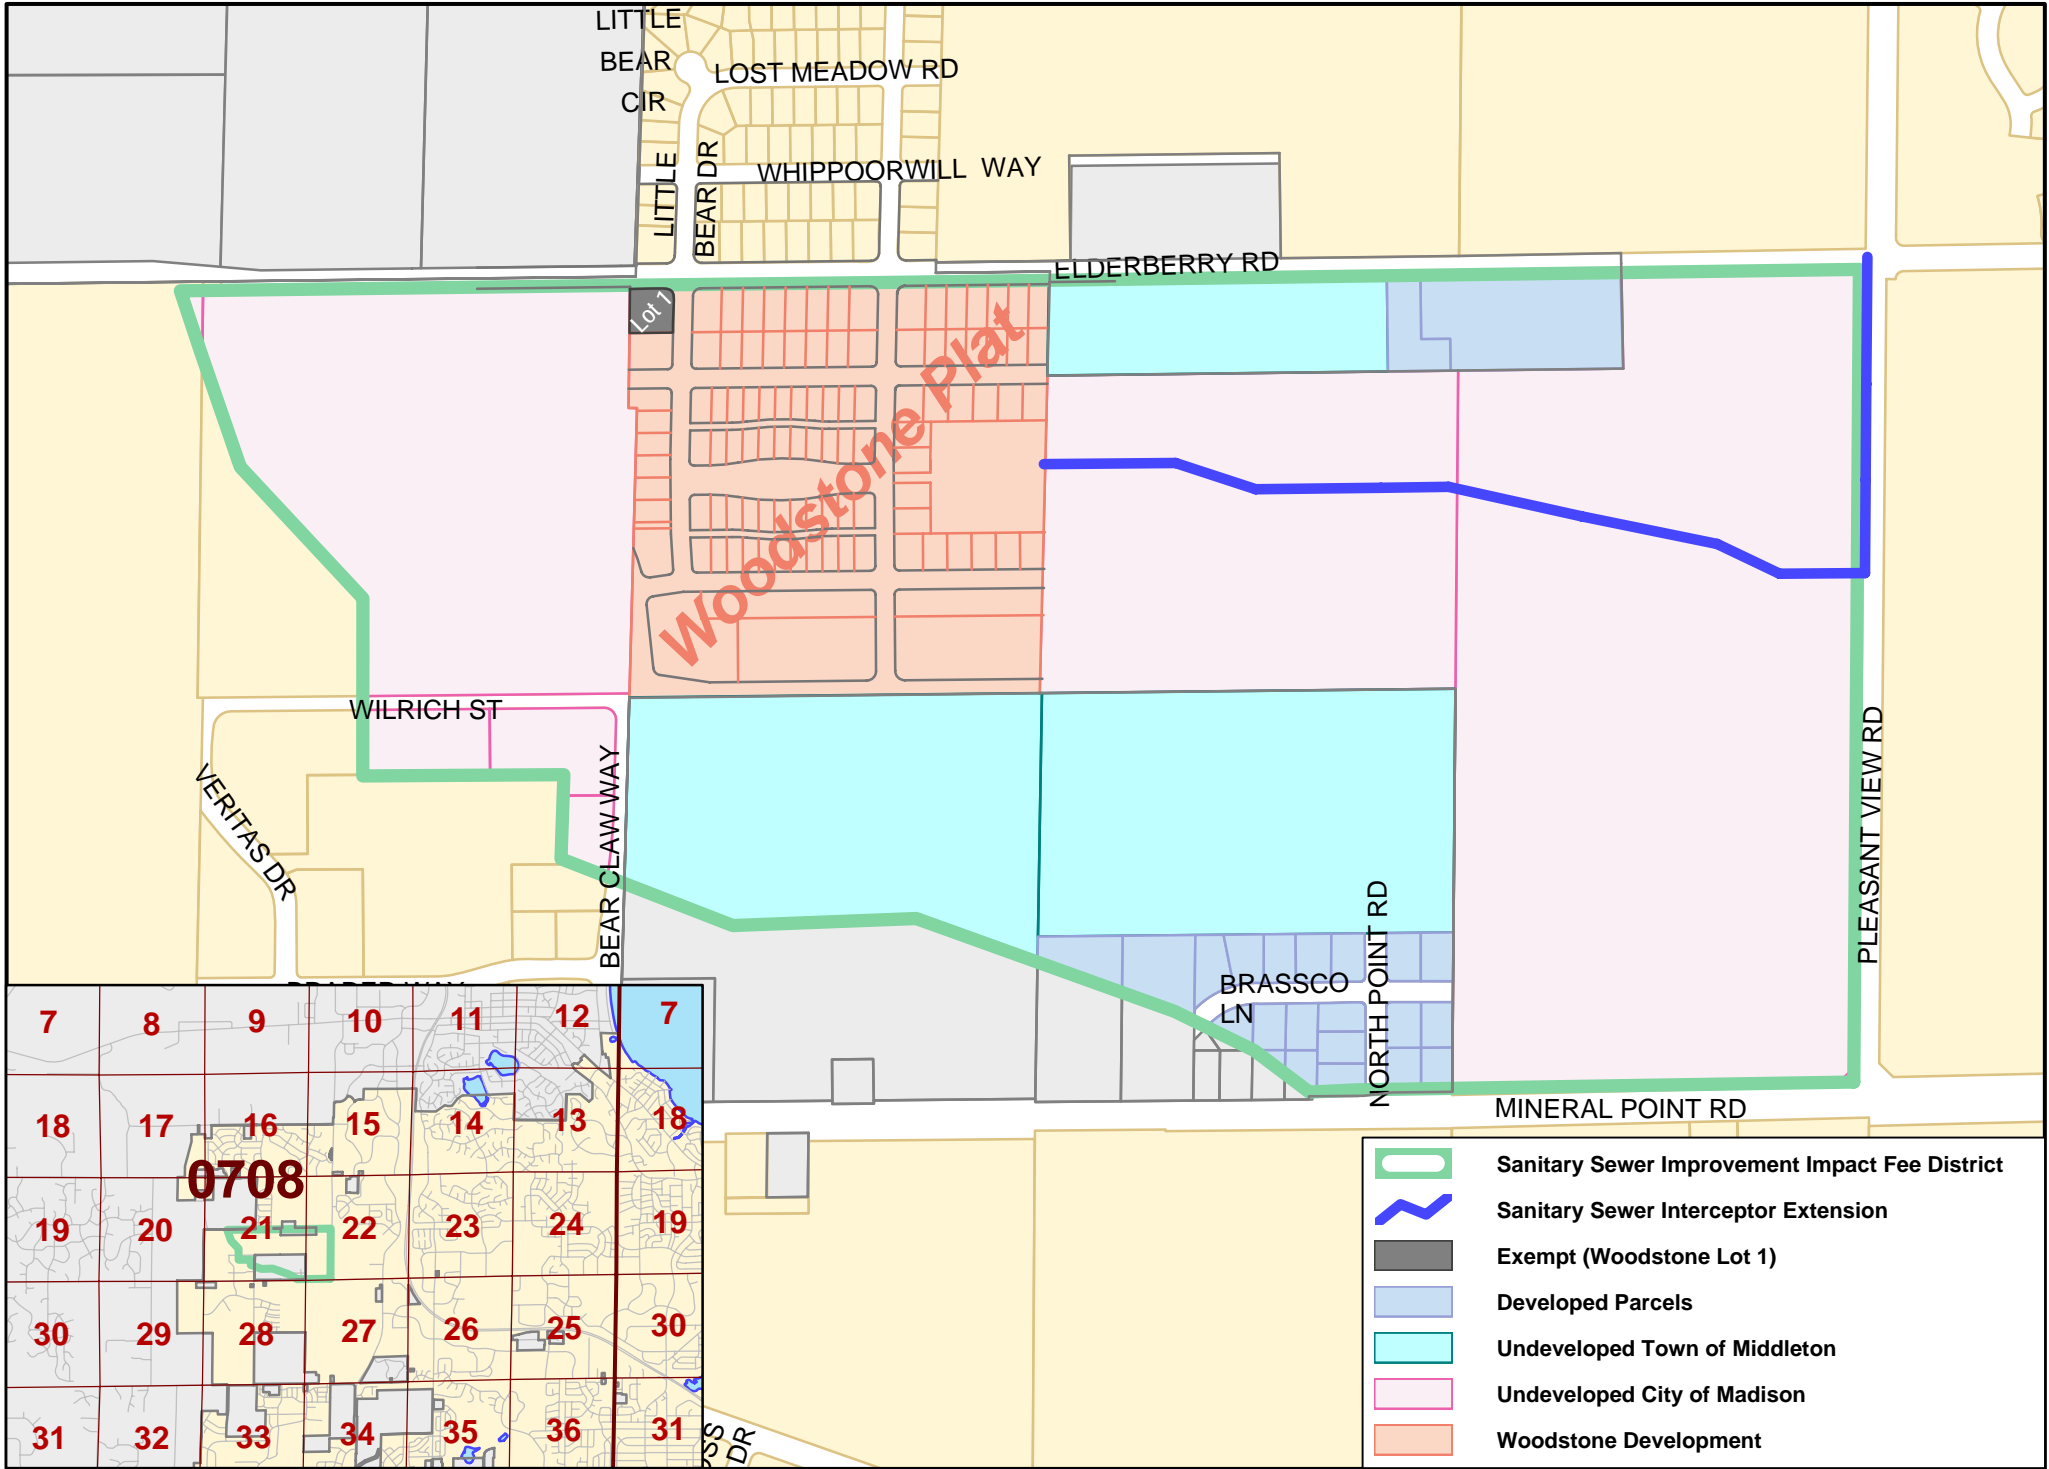 LITTLE
BEAR
CIR
LOST MEADOW RD
LITTLE
BEAR DR
WHIPPOORWILL WAY
ELDERBERRY RD
Lot 1
Woodstone Plat
WILRICH ST
VERITAS DR
BEAR CLAW WAY
PLEASANT VIEW RD
NORTH POINT RD
BRASSCO
LN
MINERAL POINT RD
7 8 9 10 11 12 7
18 17 16 15 14 13 18
0708
19 20 21 22 23 24 19
30 29 28 27 26 25 30
31 32 33 34 35 36 31
DR
Sanitary Sewer Improvement Impact Fee District
Sanitary Sewer Interceptor Extension
Exempt (Woodstone Lot 1)
Developed Parcels
Undeveloped Town of Middleton
Undeveloped City of Madison
Woodstone Development